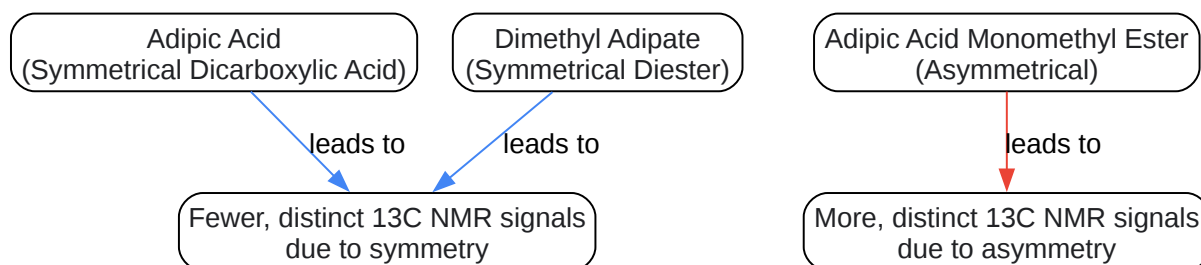 Adipic Acid
(Symmetrical Dicarboxylic Acid)
Dimethyl Adipate
(Symmetrical Diester)
Adipic Acid Monomethyl Ester
(Asymmetrical)
leads to
leads to
leads to
Fewer, distinct 13C NMR signals
due to symmetry
More, distinct 13C NMR signals
due to asymmetry